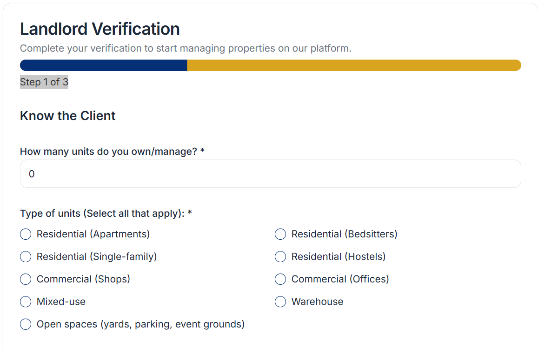 Landlord Verification
Complete your verification to start managing properties on our platform.
Step 1 of 3
Know the Client
How many units do you own/manage? *
0
Type of units (Select all that apply): *
Residential (Apartments)
Residential (Bedsitters)
Residential (Single-family)
Residential (Hostels)
Commercial (Shops)
Commercial (Offices)
Mixed-use
Warehouse
Open spaces (yards, parking, event grounds)